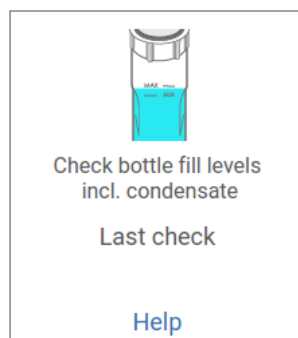 MAX
MIN
Check bottle fill levels
incl. condensate
Last check
Help